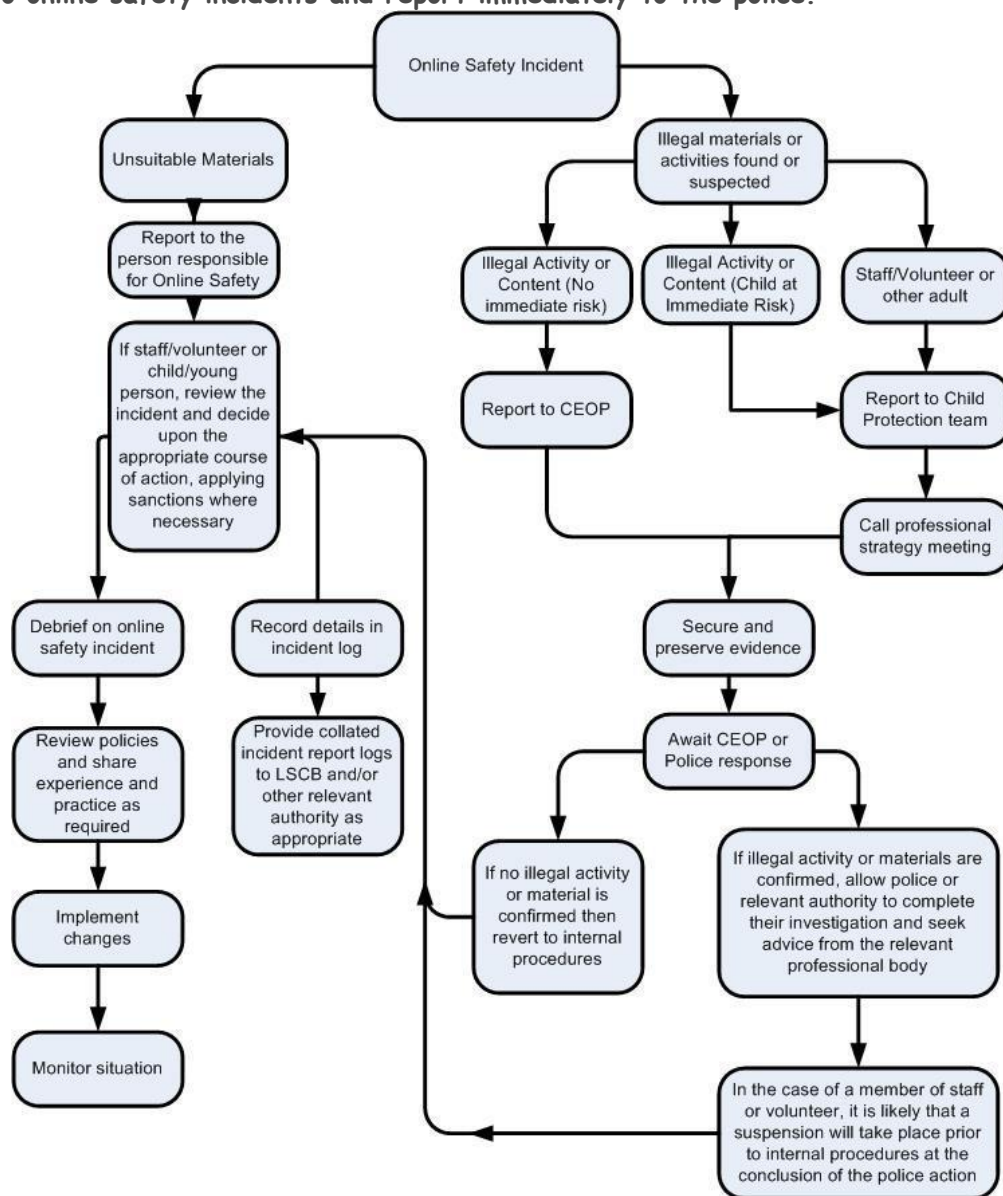 online safety incidents and report immediately to the police.
Online Safety Incident
Unsuitable Materials
Illegal materials or
activities found or
suspected
Report to the
person responsible
for Online Safety
Illegal Activity or
Content (No
immediate risk)
Illegal Activity or
Content (Child at
Immediate Risk)
Staff/Volunteer or
other adult
If staff/volunteer or
child/young
person, review the
incident and decide
upon the
appropriate course
of action, applying
sanctions where
necessary
Report to CEOP
Report to Child
Protection team
Call professional
strategy meeting
Debrief on online
safety incident
Record details in
incident log
Secure and
preserve evidence
Review policies
and share
experience and
practice as
required
Provide collated
incident report logs
to LSCB and/or
other relevant
authority as
appropriate
Await CEOP or
Police response
If no illegal activity
or material is
confirmed then
revert to internal
procedures
If illegal activity or materials are
confirmed, allow police or
relevant authority to complete
their investigation and seek
advice from the relevant
professional body
Implement
changes
Monitor situation
In the case of a member of staff
or volunteer, it is likely that a
suspension will take place prior
to internal procedures at the
conclusion of the police action